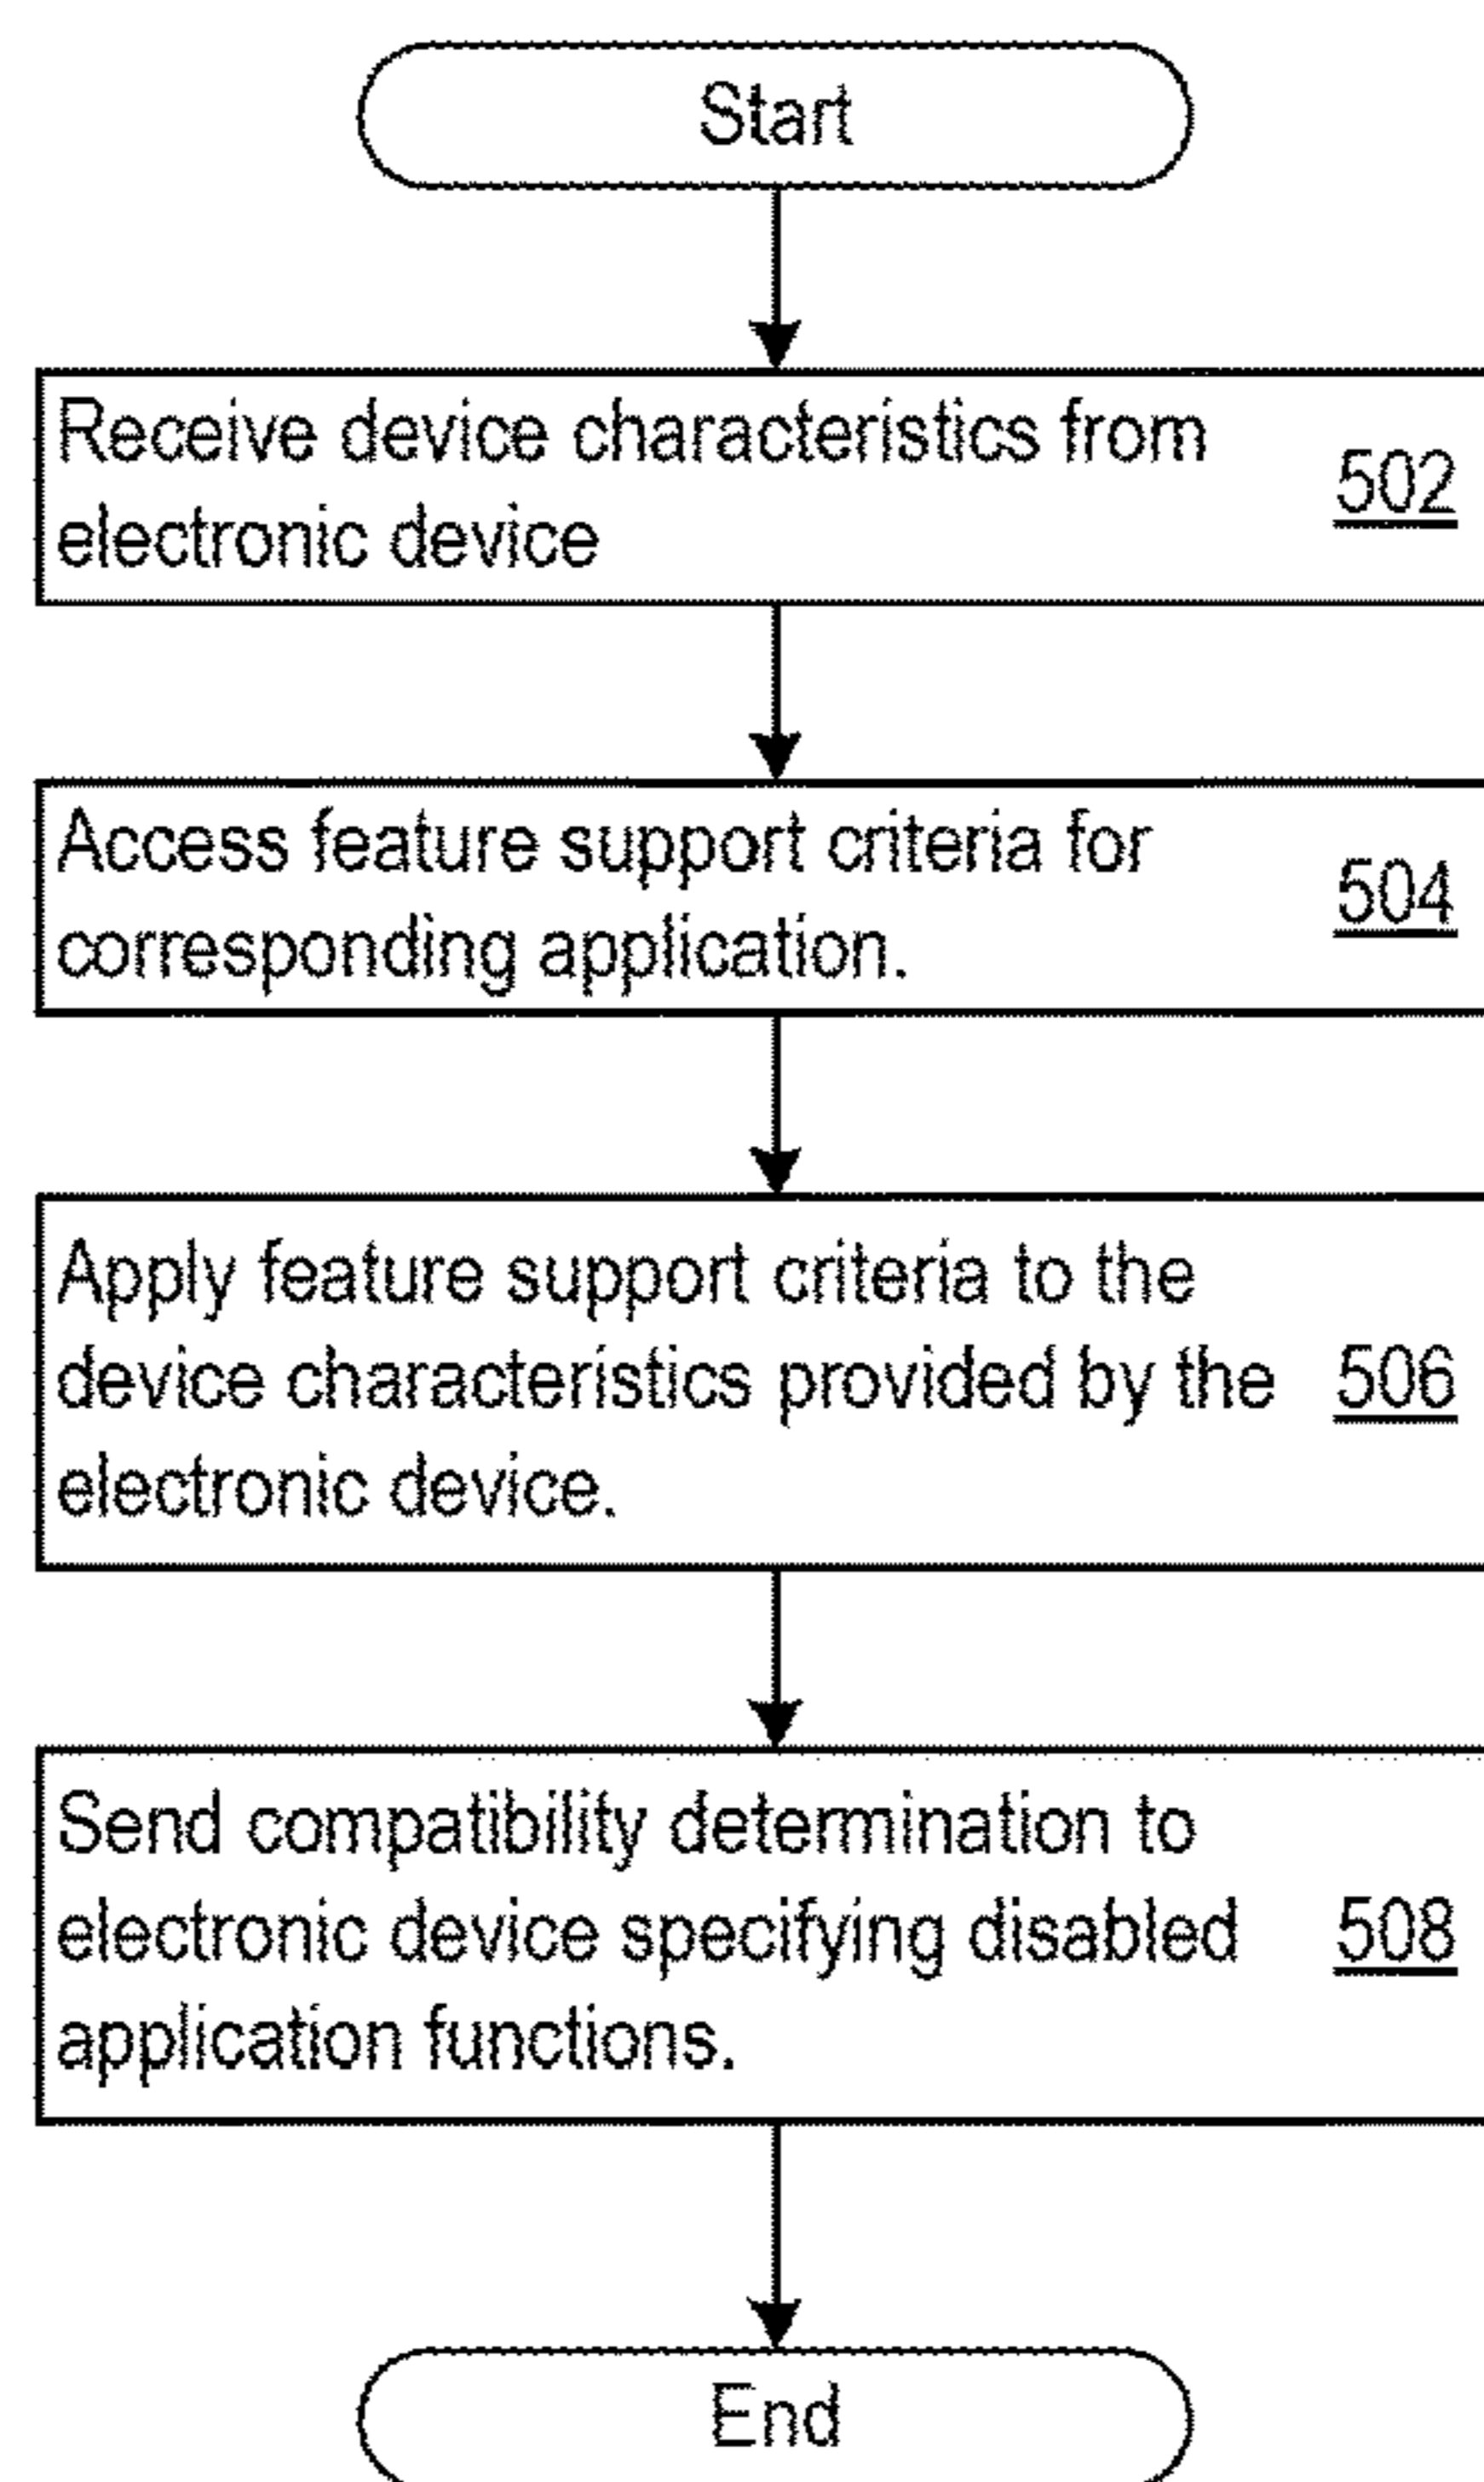 Start
Receive device characteristics from
electronic device
502
Access feature support criteria for
corresponding application.
504
Apply feature support criteria to the
device characteristics provided by the
electronic device.
506
Send compatibility determination to
electronic device specifying disabled
application functions.
508
End